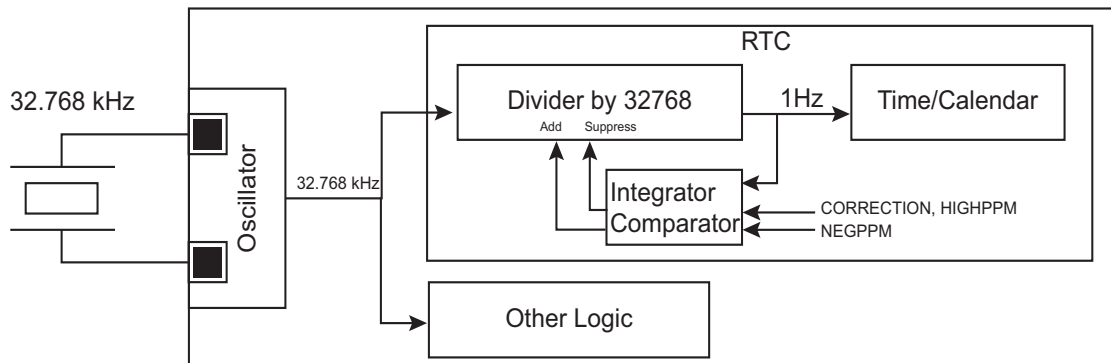 RTC
32.768 kHz
Divider by 32768
Add Suppress
1Hz
Time/Calendar
Oscillator
32.768 kHz
Integrator
Comparator
CORRECTION, HIGHPPM
NEGPPM
Other Logic